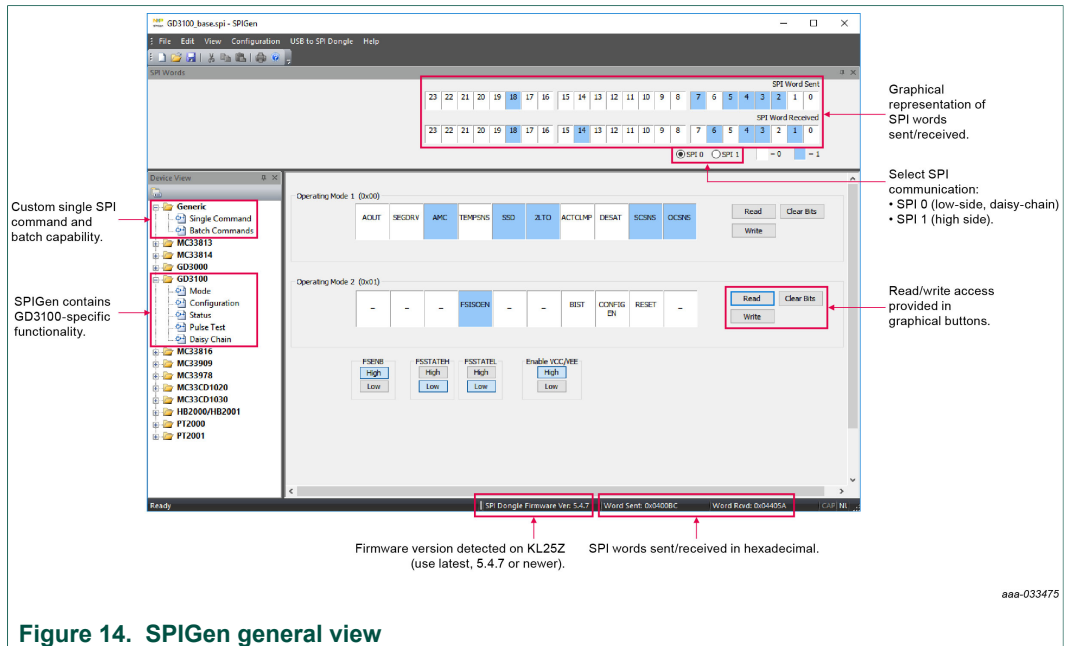 GD3100_base.spi - SPIGen
File Edit View Configuration USB to SPI Dongle Help
SPI Words
SPI Word Sent
23 22 21 20 19 18 17 16 15 14 13 12 11 10 9 8 7 6 5 4 3 2 1 0
SPI Word Received
23 22 21 20 19 18 17 16 15 14 13 12 11 10 9 8 7 6 5 4 3 2 1 0
SPI 0 SPI 1 - 0 - 1
Graphical
representation of
SPI words
sent/received.
Select SPI
communication:
• SPI 0 (low-side, daisy-chain)
• SPI 1 (high side).
Custom single SPI
command and
batch capability.
SPIGen contains
GD3100-specific
functionality.
Device View
Generic
Single Command
Batch Commands
MC33813
MC33814
GD3000
GD3100
Mode
Configuration
Status
Pulse Test
Daisy Chain
MC33816
MC33909
MC33978
MC33CD1020
MC33CD1030
HB2000/HB2001
PT2000
PT2001
Operating Mode 1 (0x00)
AOUT SEGDRV AMC TEMPSNS SSD 2LTO ACTCLMP DESAT SCSNS OCSNS
Read Clear Bits
Write
Operating Mode 2 (0x01)
– – – FSISOEN – – BIST CONFIG EN RESET –
Read Clear Bits
Write
Read/write access
provided in
graphical buttons.
FSENB FSSTATEH FSSTATEL Enable VCC/VEE
High High High High
Low Low Low Low
Ready SPI Dongle Firmware Ver: 5.4.7 Word Sent: 0x0400BC Word Rcvd: 0x04405A CAP NL
Firmware version detected on KL25Z
(use latest, 5.4.7 or newer).
SPI words sent/received in hexadecimal.
aaa-033475
Figure 14. SPIGen general view